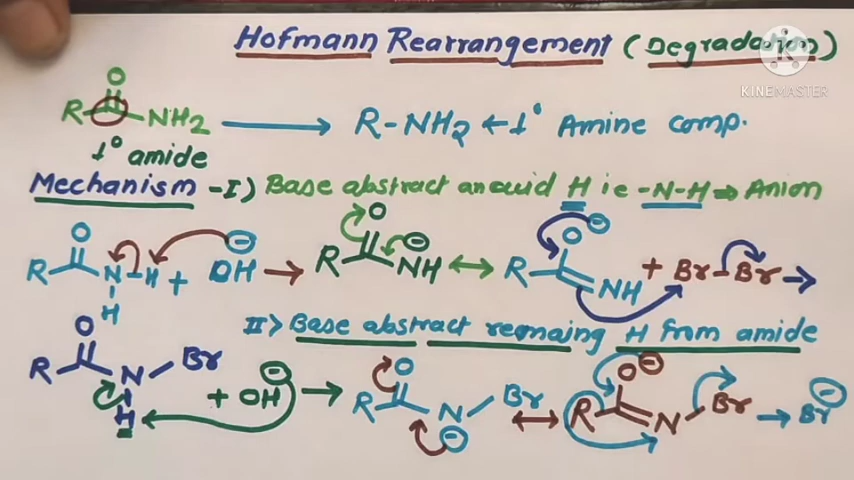 Hofmann Rearrangement (Degradation)
KINEMASTER
O
R NH2 → R-NH2 ← 1° Amine comp.
1° amide
Mechanism - I) Base abstract an acid H ie -N-H ⇒ Anion
O ⊖ O ⊖ O ⊖
R N-H + OH → R NH ↔ R NH + Br-Br →
H
II> Base abstract remaing H from amide
O
R N Br + OH ⊖ →
H
O O ⊖
R N Br ↔ R N Br → Br ⊖
⊖